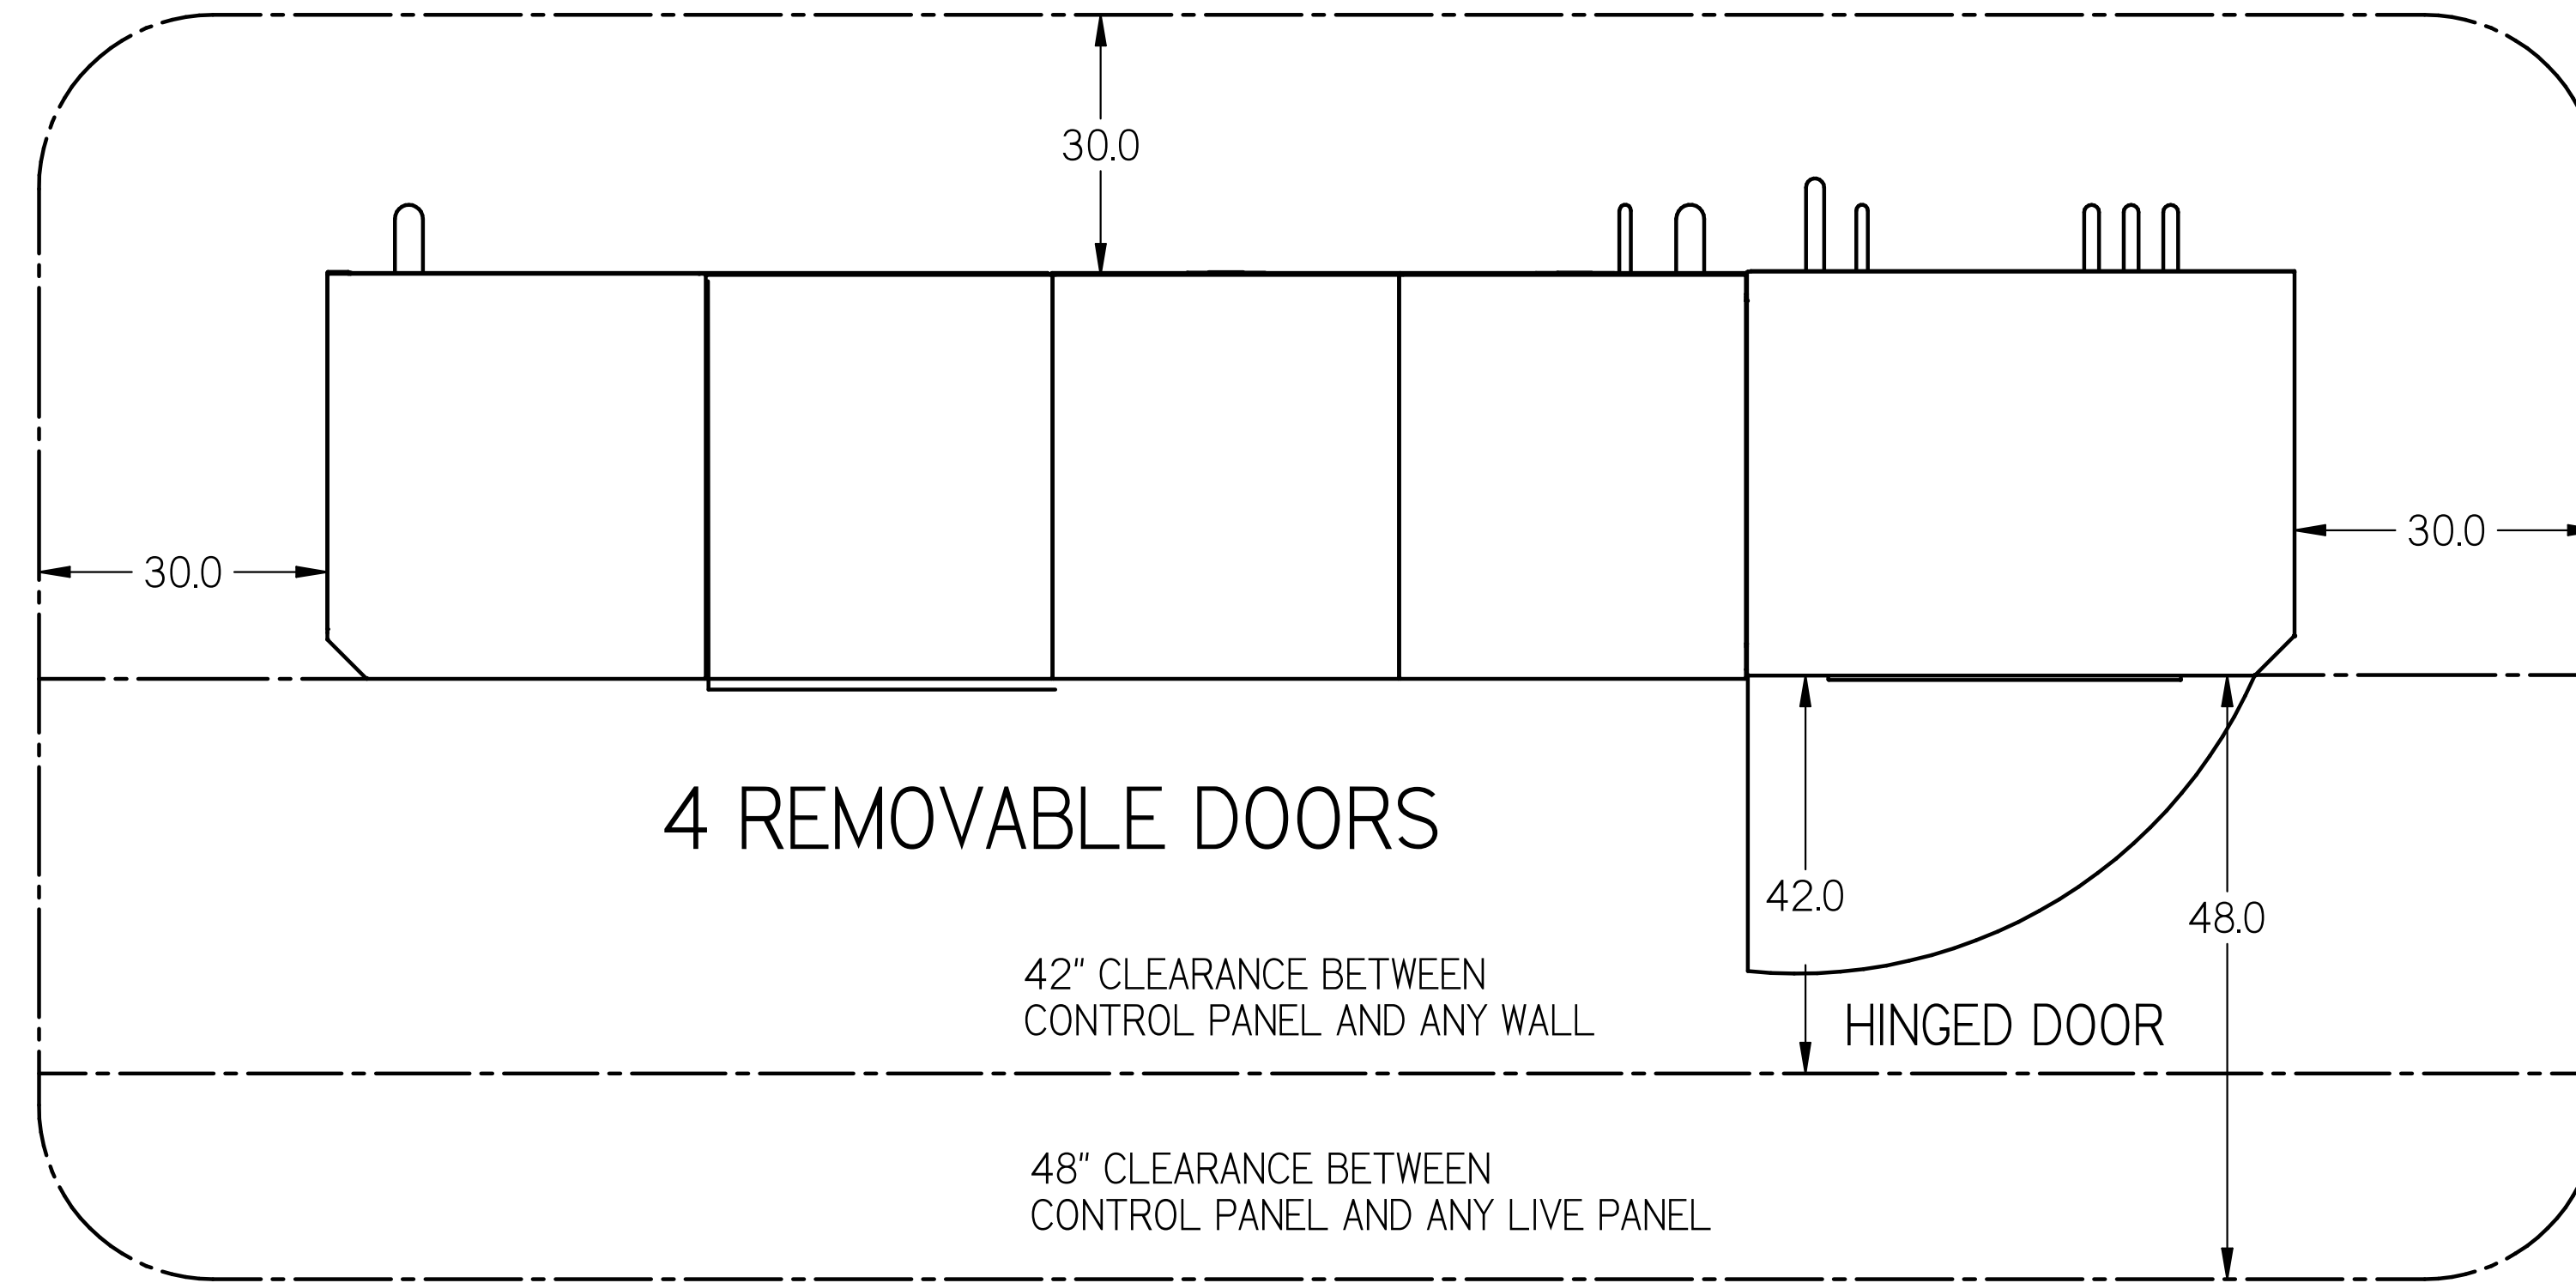 30.0
30.0
30.0
4 REMOVABLE DOORS
42.0
48.0
42" CLEARANCE BETWEEN
CONTROL PANEL AND ANY WALL
HINGED DOOR
48" CLEARANCE BETWEEN
CONTROL PANEL AND ANY LIVE PANEL